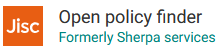 Jisc
Open policy finder
Formerly Sherpa services